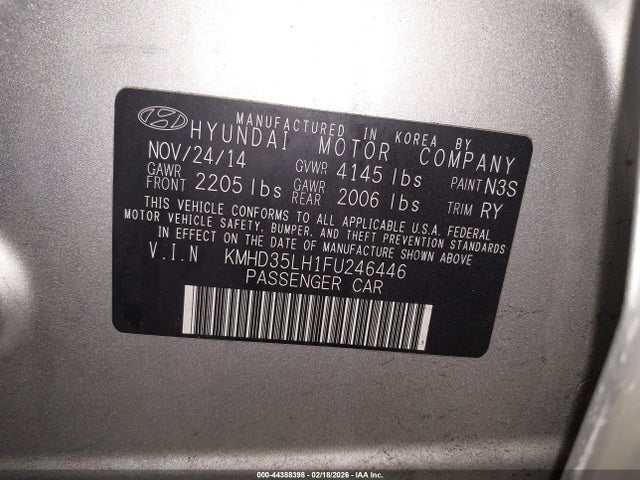 MANUFACTURED IN KOREA BY
HYUNDAI MOTOR COMPANY
NOV/24/14 GVWR 4145 lbs PAINT N3S
GAWR FRONT 2205 lbs GAWR REAR 2006 lbs TRIM RY
THIS VEHICLE CONFORMS TO ALL APPLICABLE U.S.A. FEDERAL
MOTOR VEHICLE SAFETY, BUMPER, AND THEFT PREVENTION STANDARDS
IN EFFECT ON THE DATE OF MANUFACTURE SHOWN ABOVE.
V.I.N KMHD35LH1FU246446
PASSENGER CAR
000-44388398 - 02/18/2026 - IAA Inc.